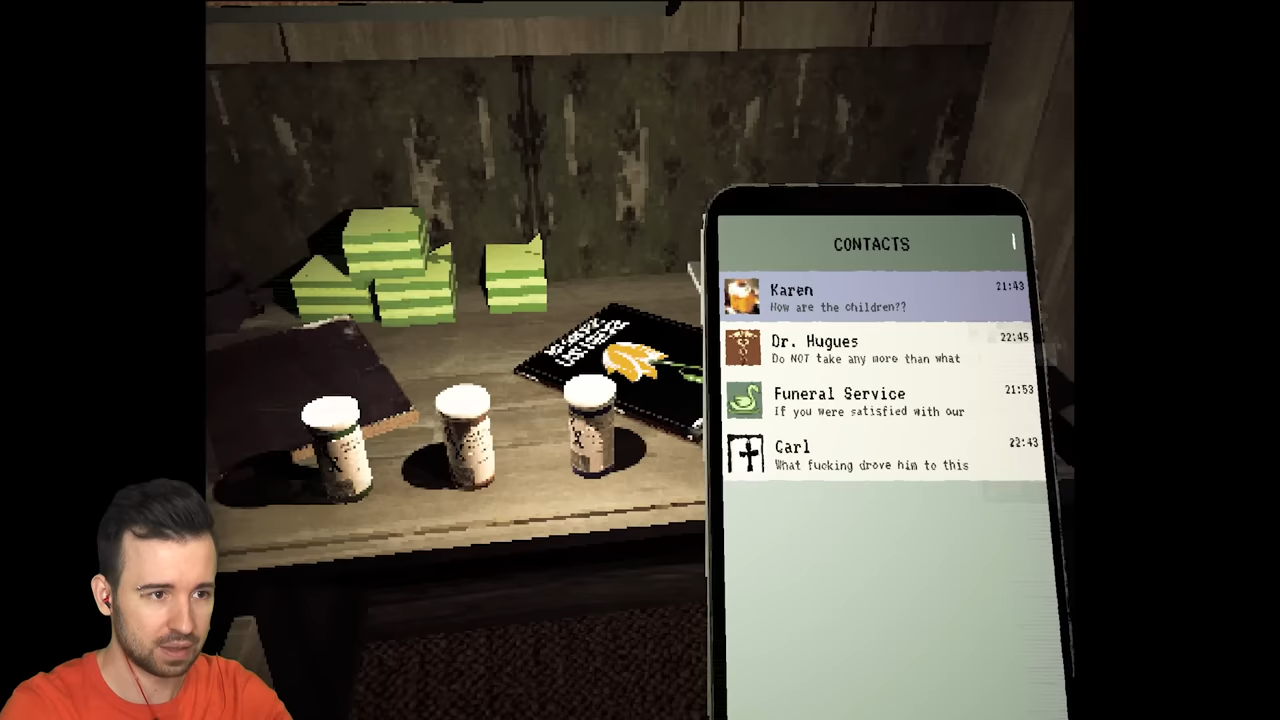 CONTACTS
Karen 21:43
How are the children??
Dr. Hugues 22:45
Do NOT take any more than what
Funeral Service 21:53
If you were satisfied with our
Carl 22:43
What fucking drove him to this